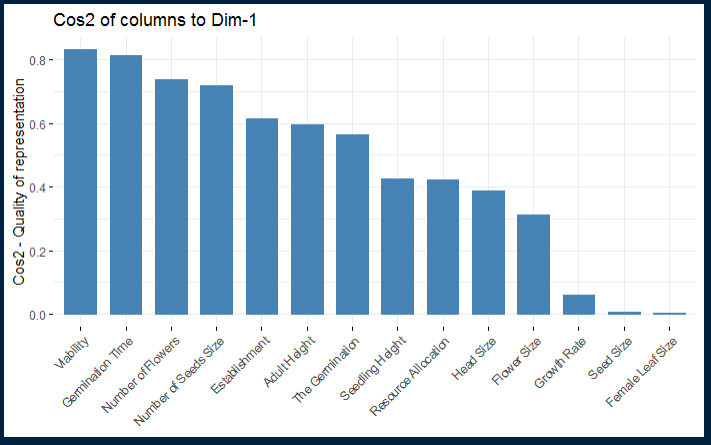 Cos2 of columns to Dim-1
Cos2 - Quality of representation
0.8
0.6
0.4
0.2
0.0
Viability
Germination Time
Number of Flowers
Number of Seeds Size
Establishment
Adult Height
The Germination
Seedling Height
Resource Allocation
Head Size
Flower Size
Growth Rate
Seed Size
Female Leaf Size